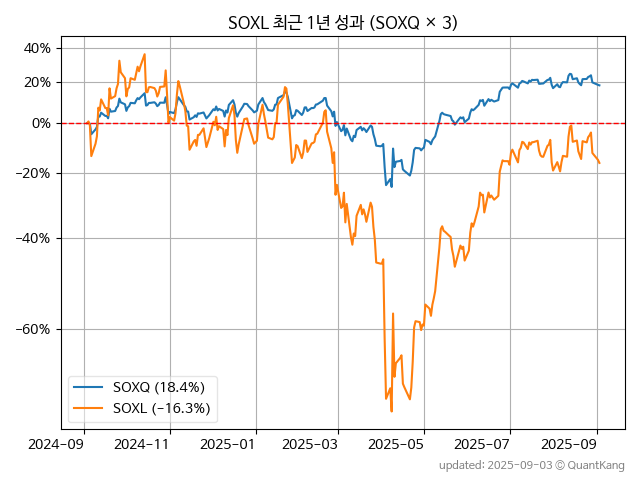 SOXL 최근 1년 성과 (SOXQ × 3)
40%
20%
0%
−20%
−40%
−60%
SOXQ (18.4%)
SOXL (−16.3%)
2024-09 2024-11 2025-01 2025-03 2025-05 2025-07 2025-09
updated: 2025-09-03 ⓒ QuantKang